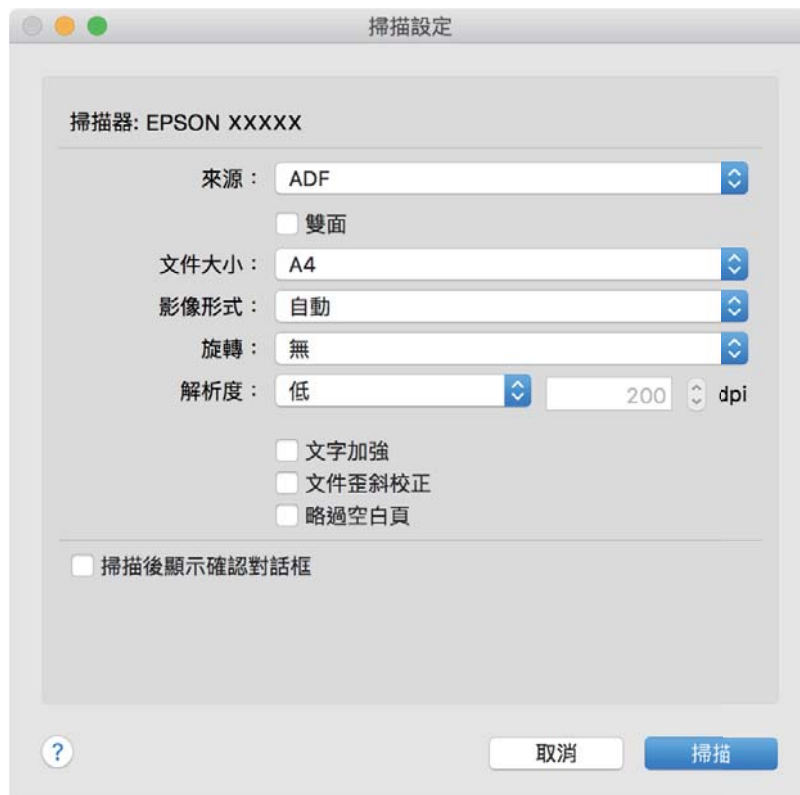 掃描設定
掃描器: EPSON XXXXX
來源： ADF
雙面
文件大小： A4
影像形式： 自動
旋轉： 無
解析度： 低 200 dpi
文字加強
文件歪斜校正
略過空白頁
掃描後顯示確認對話框
? 取消 掃描